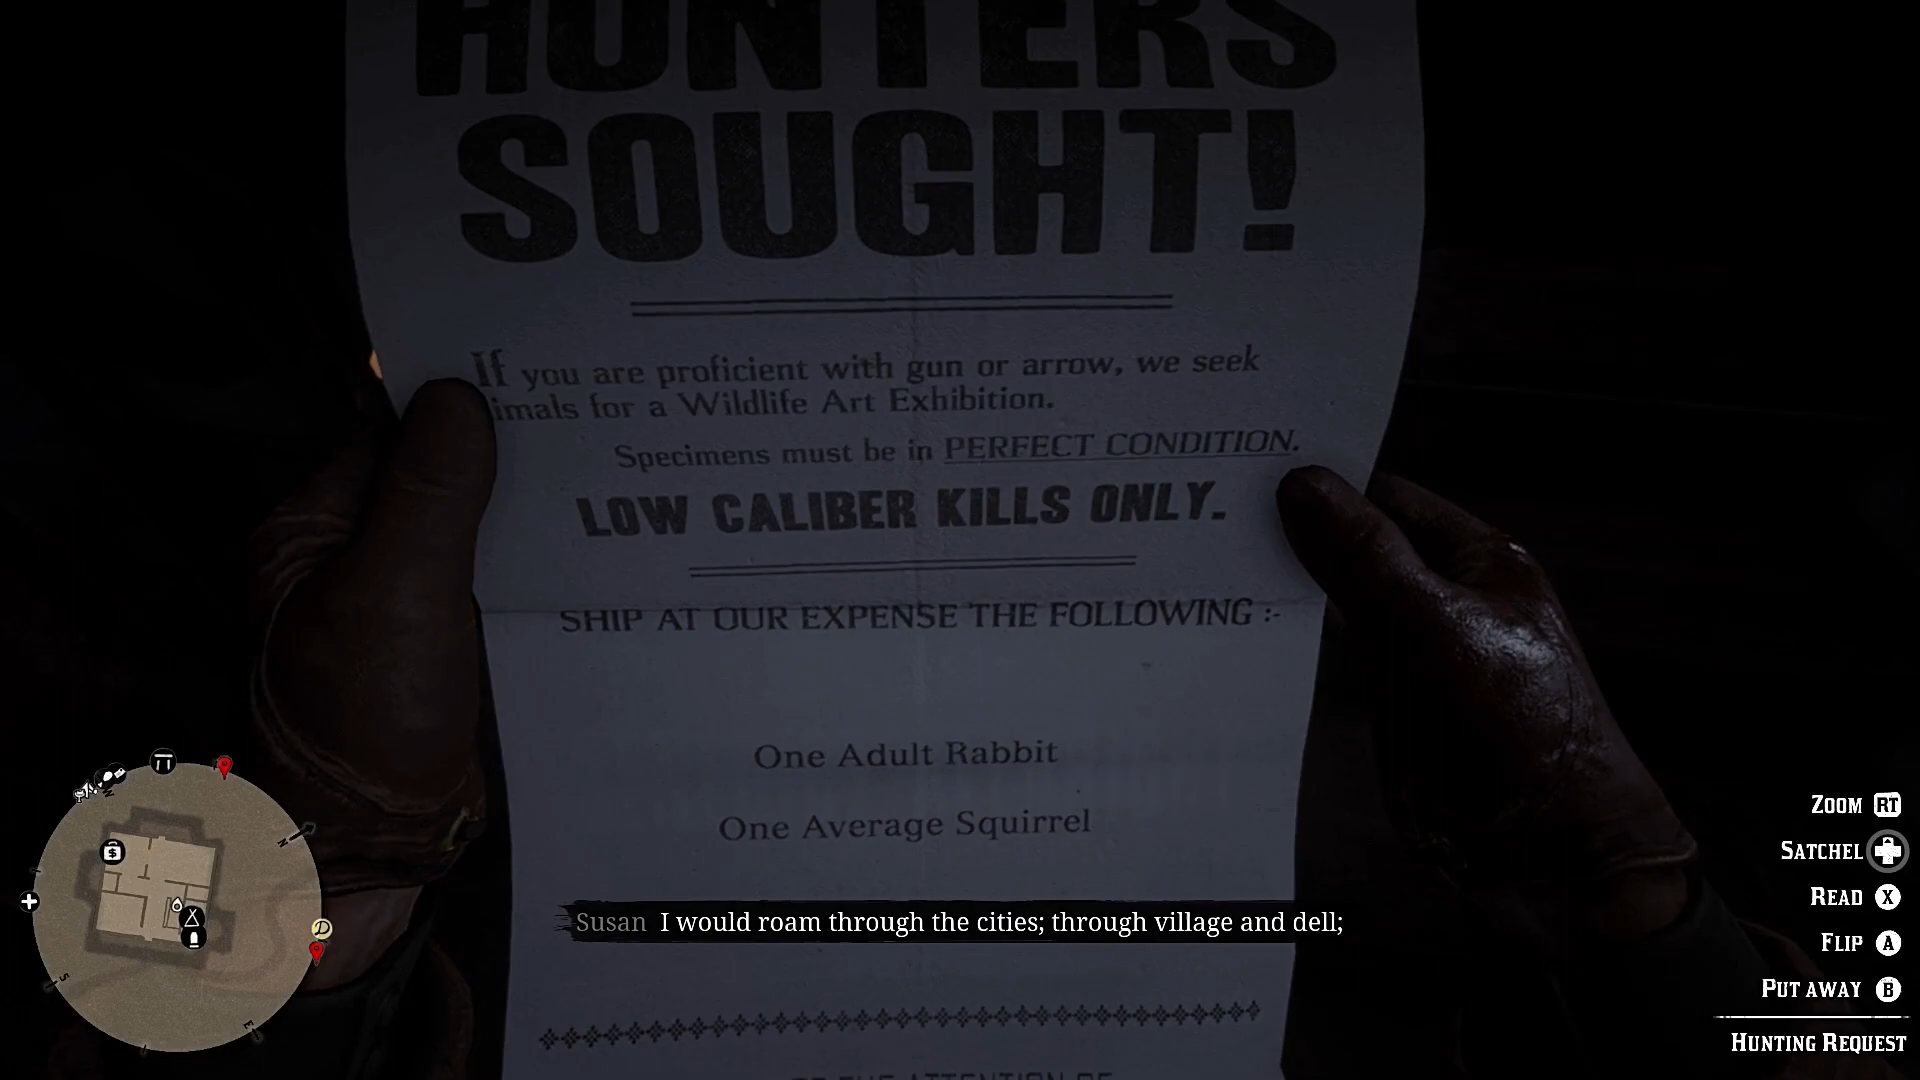 HUNTERS
SOUGHT!
If you are proficient with gun or arrow, we seek
imals for a Wildlife Art Exhibition.
Specimens must be in PERFECT CONDITION.
LOW CALIBER KILLS ONLY.
SHIP AT OUR EXPENSE THE FOLLOWING :-
One Adult Rabbit
One Average Squirrel
Susan I would roam through the cities; through village and dell;
ATTENTION OF
ZOOM RT
SATCHEL
READ X
FLIP A
PUT AWAY B
HUNTING REQUEST
N
S
E
W
$
D